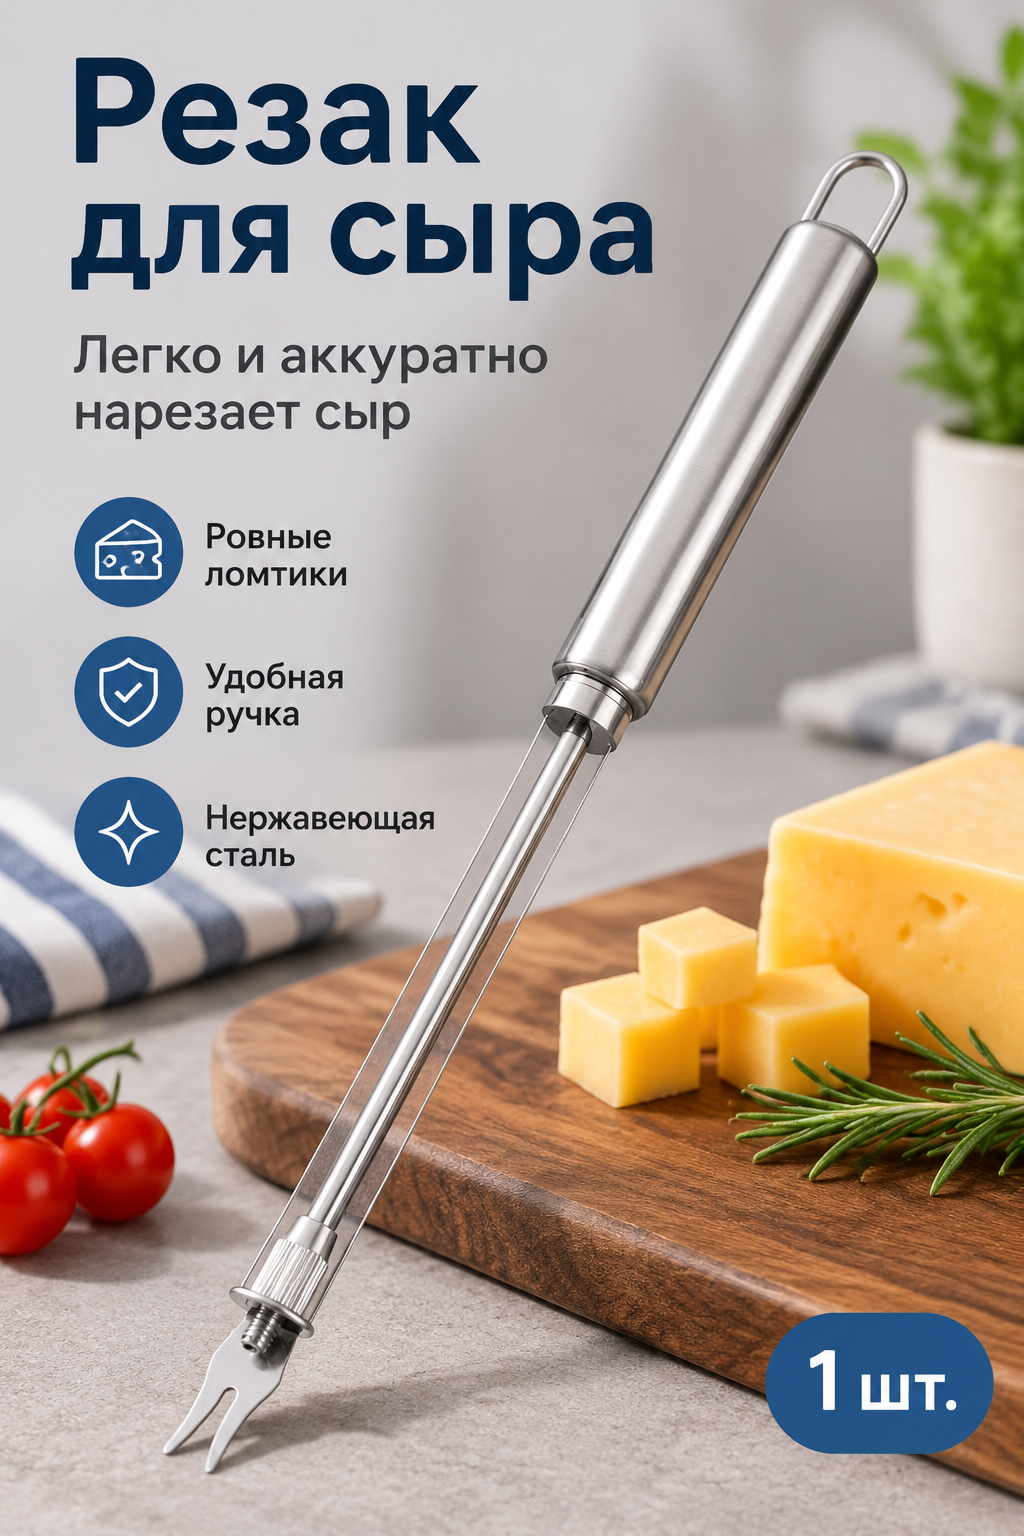 Резак
для сыра
Легко и аккуратно
нарезает сыр
Ровные
ломтики
Удобная
ручка
Нержавеющая
сталь
1 шт.